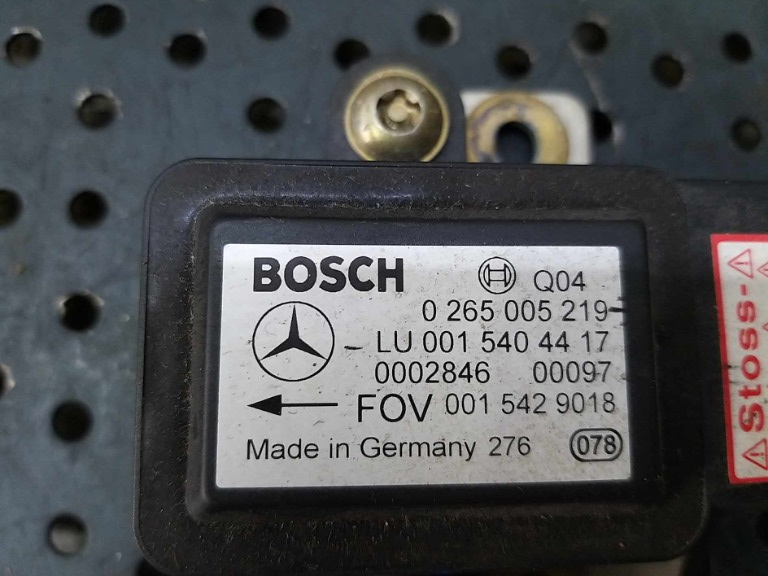 BOSCH Q04
0 265 005 219
LU 001 540 44 17
0002846 00097
FOV 001 542 9018
Made in Germany 276 078
Stoss-